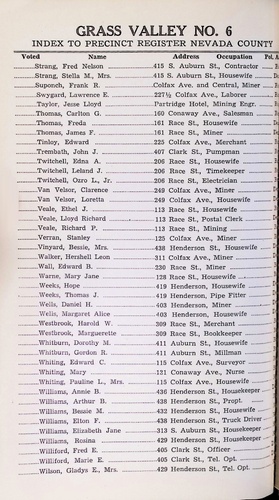 GRASS VALLEY NO. 6
INDEX TO PRECINCT REGISTER NEVADA COUNTY
Voted Name Address Occupation Pol.
Strang, Fred Nelson 415 S. Auburn St., Contractor
Strang, Stella M., Mrs. 415 S. Auburn St., Housewife
Suponch, Frank R. Colfax Ave. and Central, Miner
Swygard, Lawrence E. 227½ Colfax Ave., Laborer
Taylor, Jesse Lloyd Partridge Hotel, Mining Engr.
Thomas, Carlton G. 160 Conaway Ave., Salesman
Thomas, Freda 161 Race St., Housewife
Thomas, James F. 161 Race St., Miner
Tinloy, Edward 225 Colfax Ave., Merchant
Trembath, John J. 407 Clark St., Pumpman
Twitchell, Edna A. 206 Race St., Housewife
Twitchell, Leland J. 206 Race St., Timekeeper
Twitchell, Ozro L., Jr. 206 Race St., Electrician
Van Velsor, Clarence 249 Colfax Ave., Miner
Van Velsor, Loretta 249 Colfax Ave., Housewife
Veale, Ethel J. 113 Race St., Housewife
Veale, Lloyd Richard 113 Race St., Postal Clerk
Veale, Richard P. 113 Race St., Mining
Verran, Stanley 125 Colfax Ave., Miner
Vinyard, Bessie, Mrs. 438 Henderson St., Housewife
Walker, Hershell Leon 311 Colfax Ave., Miner
Wall, Edward B. 230 Race St., Miner
Warne, Mary Jane 128 Race St., Housewife
Weeks, Hope 419 Henderson, Housewife
Weeks, Thomas J. 419 Henderson, Pipe Fitter
Wells, Daniel H. 403 Henderson, Miner
Wells, Margaret Alice 403 Henderson, Housewife
Westbrook, Harold W. 309 Race St., Merchant
Westbrook, Marguerette 309 Race St., Bookkeeper
Whitburn, Dorothy M. 411 Auburn St., Housewife
Whitburn, Gordon R. 411 Auburn St., Millman
Whiting, Edward C. 115 Colfax Ave., Surveyor
Whiting, Mary 121 Conaway Ave., Nurse
Whiting, Pauline L., Mrs. 115 Colfax Ave., Housewife
Williams, Annie B. 436 Henderson St., Housekeeper
Williams, Arthur B. 438 Henderson St., Propt.
Williams, Bessie M. 432 Henderson St., Housewife
Williams, Elton F. 438 Henderson St., Truck Driver
Williams, Elizabeth Jane 313 S. Auburn St., Housekeeper
Williams, Rosina 429 Henderson St., Housekeeper
Williford, Fred E. 405 Clark St., Officer
Williford, Marie E. 405 Clark St., Tel. Opt.
Wilson, Gladys E., Mrs. 429 Henderson St., Tel. Opt.